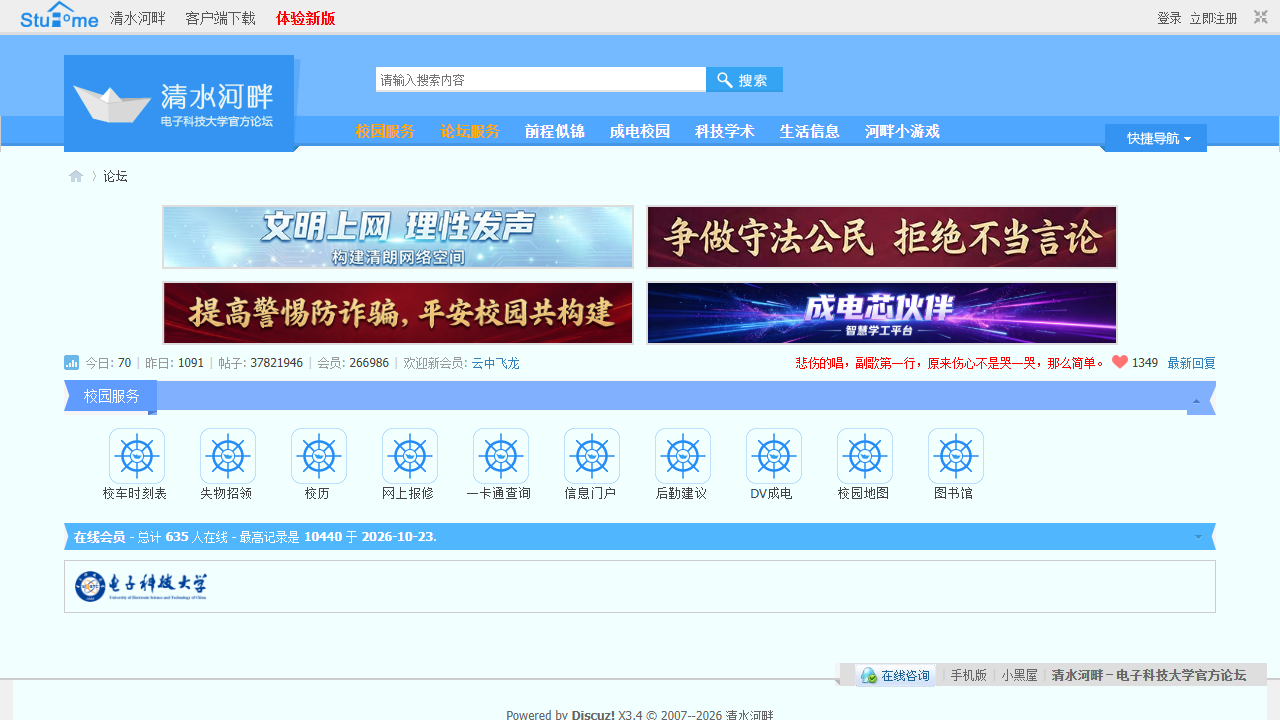 StuHome 清水河畔 客户端下载 体验新版 登录 立即注册
清水河畔
电子科技大学官方论坛
请输入搜索内容 搜索
校园服务 论坛服务 前程似锦 成电校园 科技学术 生活信息 河畔小游戏 快捷导航
论坛
文明上网 理性发声
构建清朗网络空间
争做守法公民 拒绝不当言论
提高警惕防诈骗,平安校园共构建
成电芯伙伴
智慧学工平台
今日: 70 | 昨日: 1091 | 帖子: 37821946 | 会员: 266986 | 欢迎新会员: 云中飞龙 悲伤的唱,副歌第一行,原来伤心不是哭一哭,那么简单。 1349 最新回复
校园服务
校车时刻表 失物招领 校历 网上报修 一卡通查询 信息门户 后勤建议 DV成电 校园地图 图书馆
在线会员 - 总计 635 人在线 - 最高记录是 10440 于 2026-10-23.
电子科技大学
University of Electronic Science and Technology of China
在线咨询 | 手机版 | 小黑屋 | 清水河畔-电子科技大学官方论坛
Powered by Discuz! X3.4 © 2007--2026 清水河畔